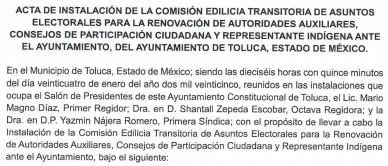 ACTA DE INSTALACIÓN DE LA COMISIÓN EDILICIA TRANSITORIA DE ASUNTOS
ELECTORALES PARA LA RENOVACIÓN DE AUTORIDADES AUXILIARES,
CONSEJOS DE PARTICIPACIÓN CIUDADANA Y REPRESENTANTE INDÍGENA ANTE
EL AYUNTAMIENTO, DEL AYUNTAMIENTO DE TOLUCA, ESTADO DE MÉXICO.
En el Municipio de Toluca, Estado de México; siendo las dieciséis horas con quince minutos
del día veinticuatro de enero del año dos mil veinticinco, reunidos en las instalaciones que
ocupa el Salón de Presidentes de este Ayuntamiento Constitucional de Toluca, el Lic. Mario
Magno Díaz, Primer Regidor; Dra. en D. Shantall Zepeda Escobar, Octava Regidora; y la
Dra. en D.P Yazmin Nájera Romero, Primera Síndica; con el propósito de llevar a cabo la
Instalación de la Comisión Edilicia Transitoria de Asuntos Electorales para la Renovación
de Autoridades Auxiliares, Consejos de Participación Ciudadana y Representante Indígena
ante el Ayuntamiento, bajo el siguiente: